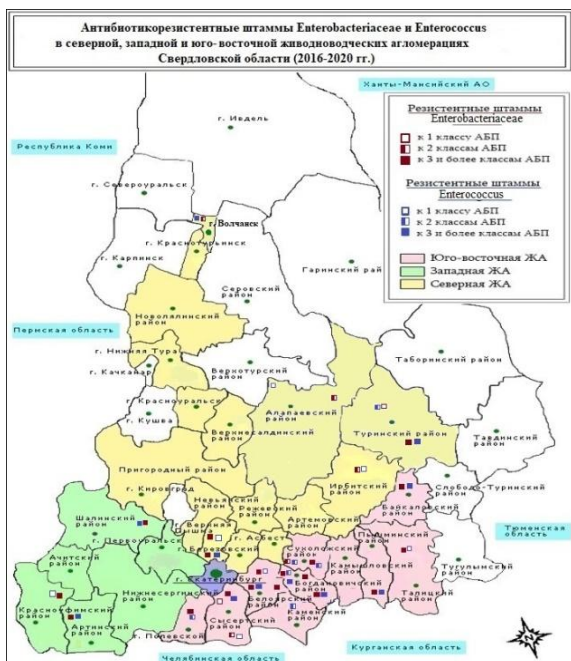 Антибиотикорезистентные штаммы Enterobacteriaceae и Enterococcus
в северной, западной и юго-восточной живодноводческих агломерациях
Свердловской области (2016-2020 гг.)
Ханты-Мансийский АО
Резистентные штаммы
Enterobacteriaceae
к 1 классу АБП
к 2 классам АБП
к 3 и более классам АБП
Резистентные штаммы
Enterococcus
к 1 классу АБП
к 2 классам АБП
к 3 и более классам АБП
Юго-восточная ЖА
Западная ЖА
Северная ЖА
г. Ивдель
Республика Коми
г. Североуральск
г. Волчанск
г. Краснотурьинск
г. Карпинск
Гаринский рай
Серовский
район
Новолялинский
район
Пермская область
г. Нижняя Тура
г. Качканар
Верхотурский
район
Таборинский район
г. Красноуральск
г. Кушва
Верхнесалдинский
район
Алапаевский
район
Туринский район
Тавдинский
район
Пригородный район
г. Кировград
Ирбитский
район
Слободо-Туринский
район
Байкаловский
район
Невьянский
район
Режевский
район
Артемовский
район
Шалинский
район
г. Первоуральск
Верхняя
Пышма
г. Березовский
г. Асбест
Сухоложский
район
Пышминский
район
Тюменская
область
Ачитский
район
г. Екатеринбург
Богдановичский
район
Камышловский
район
Тугулымский
район
Красноуфимский
район
Нижнесергинский
район
Белоярский
район
Талицкий
район
Артинский
район
г. Полевской
Сысертский
район
Каменский
район
Челябинская область
Курганская область